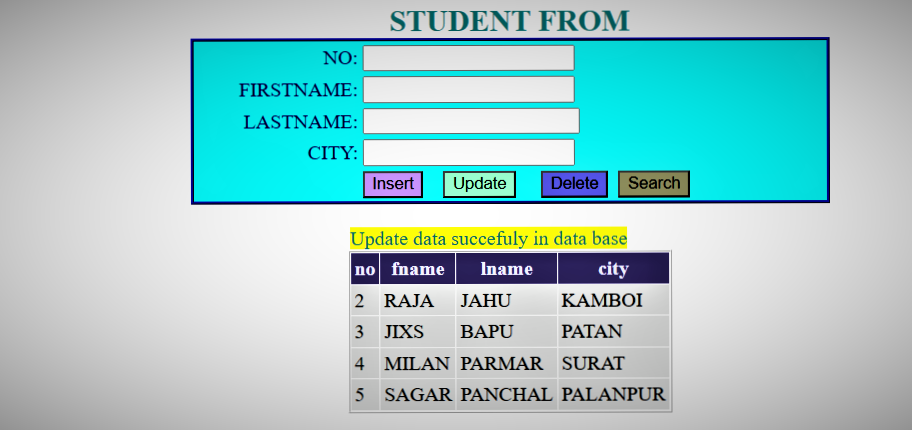 STUDENT FROM
NO:
FIRSTNAME:
LASTNAME:
CITY:
Insert Update Delete Search
Update data succefuly in data base
no fname lname city
2 RAJA JAHU KAMBOI
3 JIXS BAPU PATAN
4 MILAN PARMAR SURAT
5 SAGAR PANCHAL PALANPUR